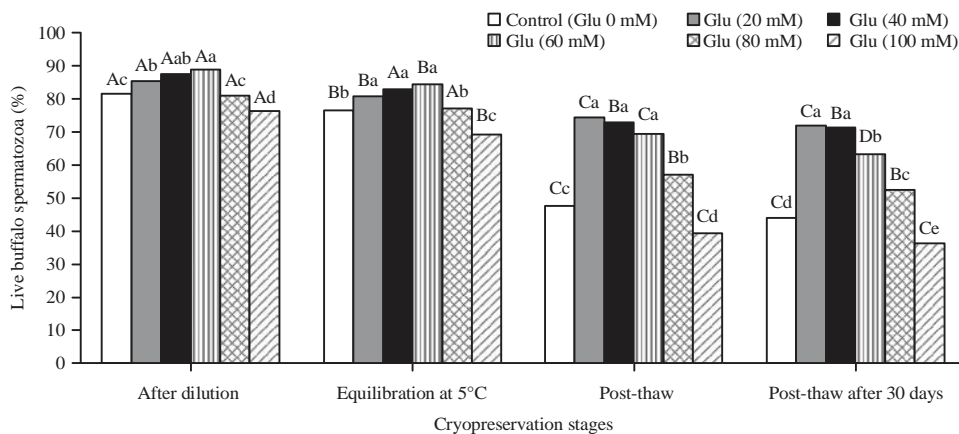 Control (Glu 0 mM) Glu (20 mM) Glu (40 mM)
Glu (60 mM) Glu (80 mM) Glu (100 mM)
Live buffalo spermatozoa (%)
100
90
80
70
60
50
40
30
20
10
0
Ac Ab Aab Aa Ac Ad
Bb Ba Aa Ba Ab Bc
Cc Ca Ba Ca Bb Cd
Cd Ca Ba Db Bc Ce
After dilution Equilibration at 5°C Post-thaw Post-thaw after 30 days
Cryopreservation stages